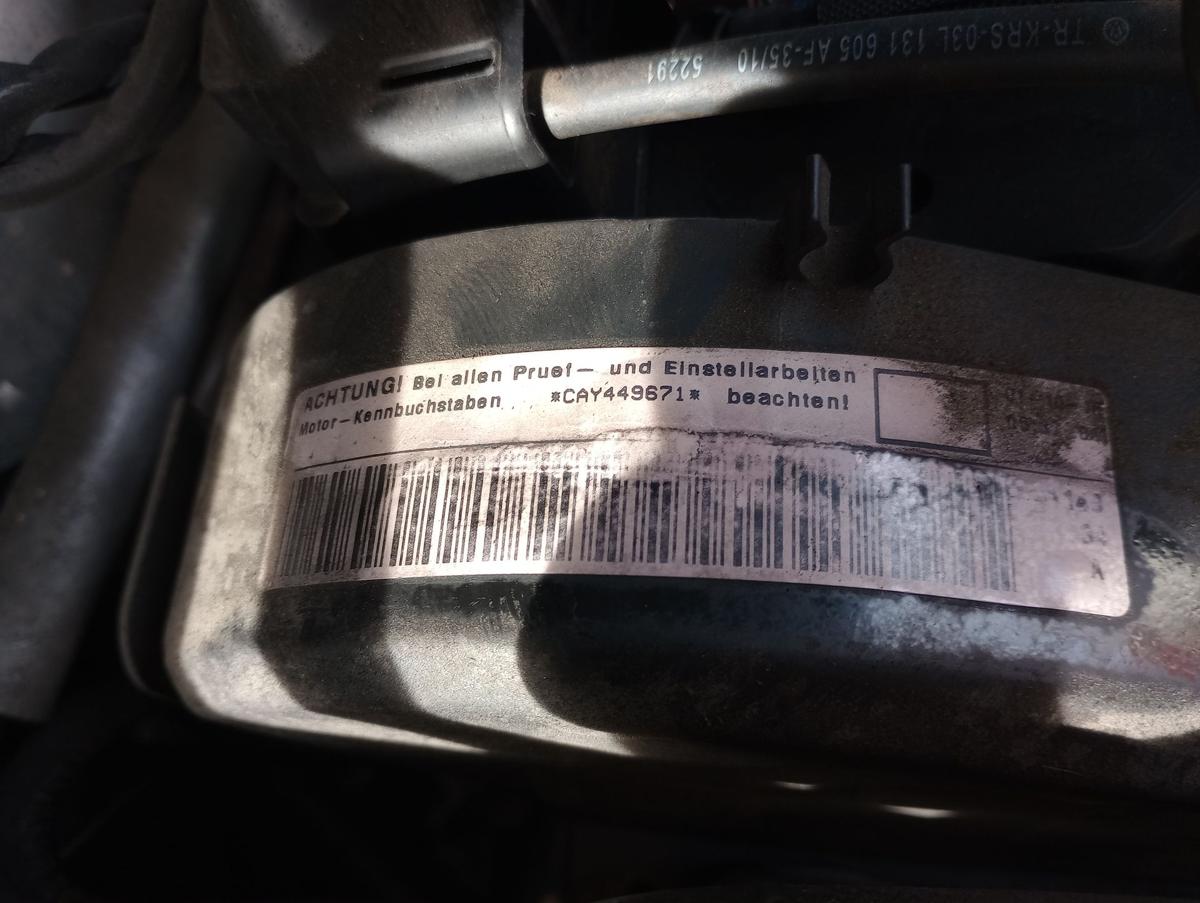 TR-KRS-03L 131 605 AF-35/10 52291
ACHTUNG! Bei allen Pruef- und Einstellarbeiten
Motor-Kennbuchstaben *CAY449671* beachten!
A